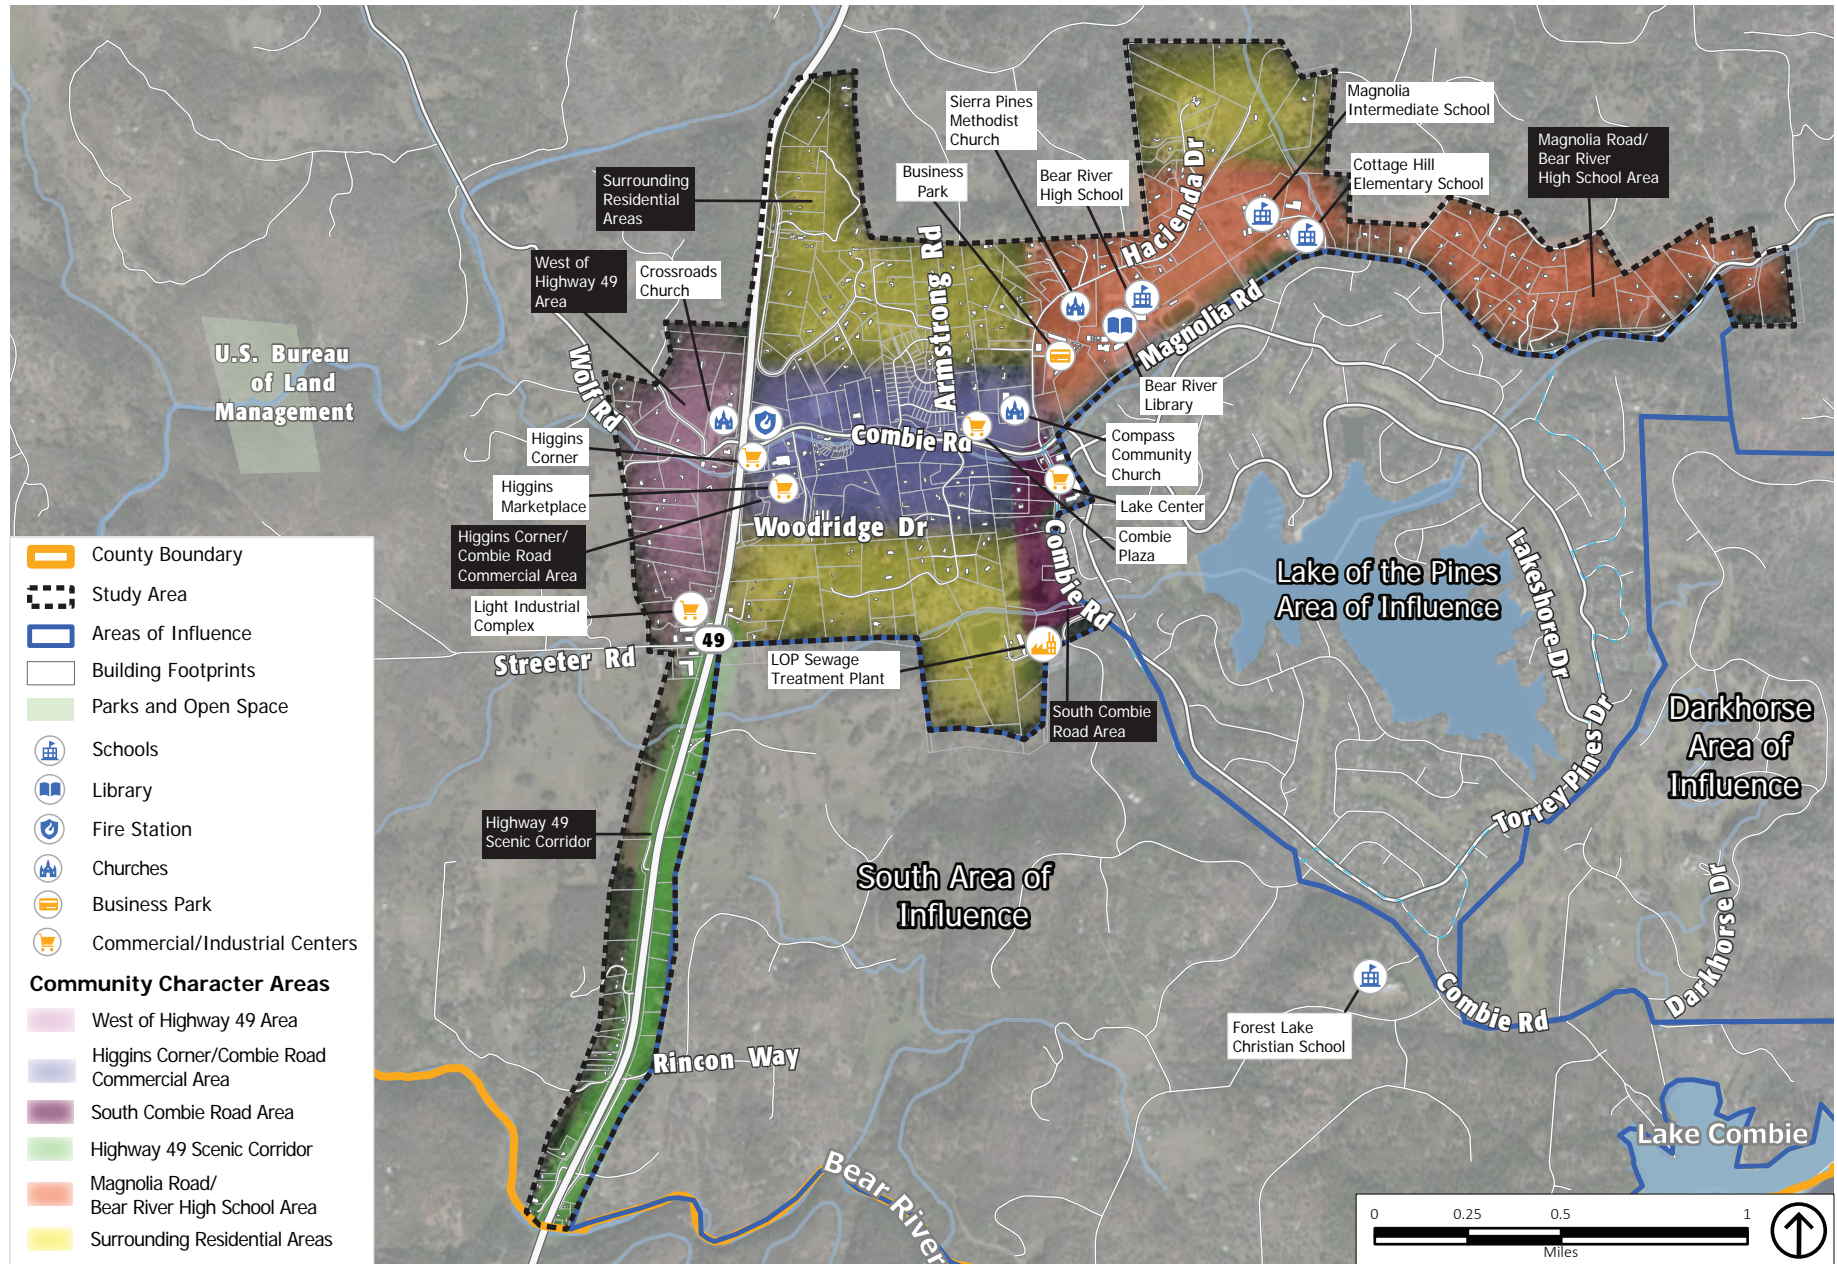 Sierra Pines
Methodist
Church
Magnolia
Intermediate School
Magnolia Road/
Bear River
High School Area
Surrounding
Residential
Areas
Business
Park
Bear River
High School
Cottage Hill
Elementary School
Hacienda Dr
Armstrong Rd
West of
Highway 49
Area
Crossroads
Church
Magnolia Rd
U.S. Bureau
of Land
Management
Wolf Rd
Bear River
Library
Higgins
Corner
Combie Rd
Compass
Community
Church
Higgins
Marketplace
Lake Center
Woodridge Dr
Combie
Plaza
Higgins Corner/
Combie Road
Commercial Area
Combie Rd
Lake of the Pines
Area of Influence
Lakeshore Dr
Light Industrial
Complex
49
Streeter Rd
LOP Sewage
Treatment Plant
South Combie
Road Area
Darkhorse
Area of
Influence
Torrey Pines Dr
Highway 49
Scenic Corridor
South Area of
Influence
Darkhorse Dr
Combie Rd
Forest Lake
Christian School
Rincon Way
Lake Combie
Bear River
County Boundary
Study Area
Areas of Influence
Building Footprints
Parks and Open Space
Schools
Library
Fire Station
Churches
Business Park
Commercial/Industrial Centers
Community Character Areas
West of Highway 49 Area
Higgins Corner/Combie Road
Commercial Area
South Combie Road Area
Highway 49 Scenic Corridor
Magnolia Road/
Bear River High School Area
Surrounding Residential Areas
0 0.25 0.5 1
Miles